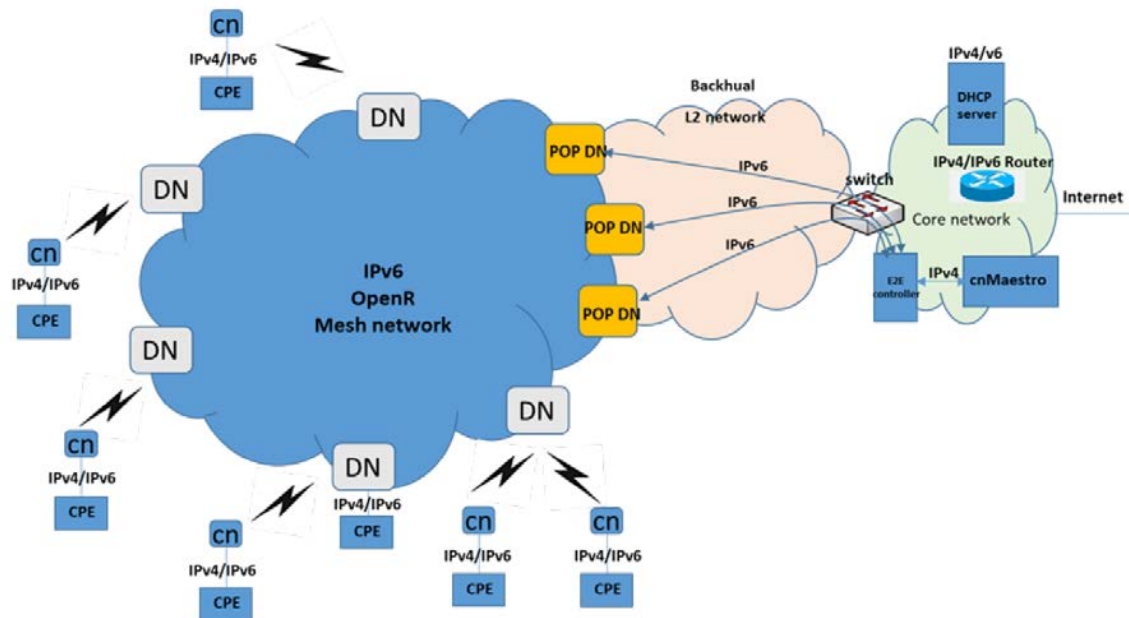 cn
IPv4/IPv6
CPE
DN
DN
cn
IPv4/IPv6
CPE
DN
cn
IPv4/IPv6
CPE
cn
IPv4/IPv6
CPE
DN
IPv4/IPv6
CPE
DN
cn
IPv4/IPv6
CPE
cn
IPv4/IPv6
CPE
IPv6
OpenR
Mesh network
POP DN
POP DN
POP DN
Backhual
L2 network
IPv6
IPv6
IPv6
switch
IPv4/v6
DHCP
server
IPv4/IPv6 Router
Core network
Internet
E2E
controller
IPv4
cnMaestro